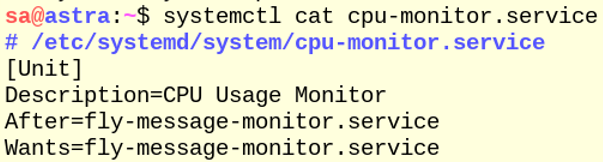 sa@astra:~$ systemctl cat cpu-monitor.service
# /etc/systemd/system/cpu-monitor.service
[Unit]
Description=CPU Usage Monitor
After=fly-message-monitor.service
Wants=fly-message-monitor.service